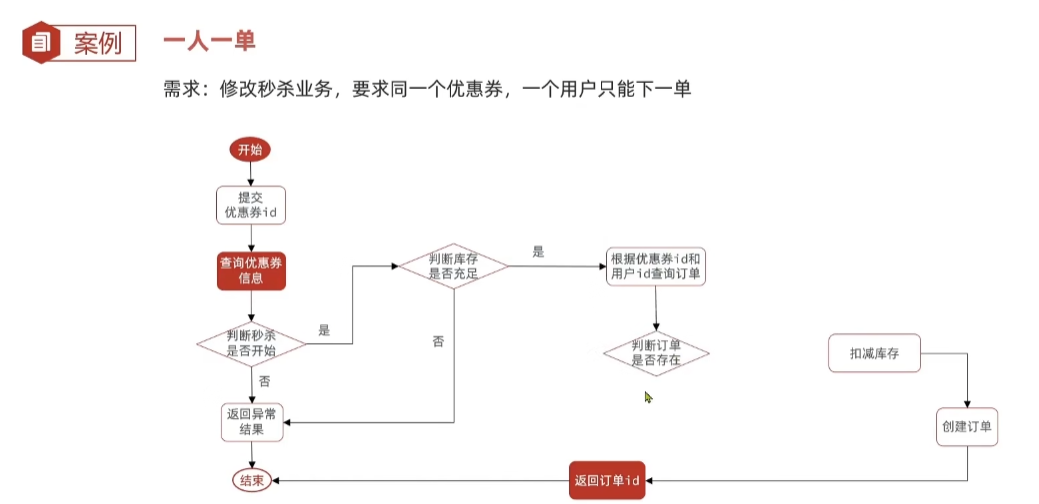 案例
一人一单
需求：修改秒杀业务，要求同一个优惠券，一个用户只能下一单
开始
提交
优惠券id
查询优惠券
信息
判断秒杀
是否开始
是
否
返回异常
结果
结束
判断库存
是否充足
是
否
根据优惠券id和
用户id查询订单
判断订单
是否存在
扣减库存
创建订单
返回订单id